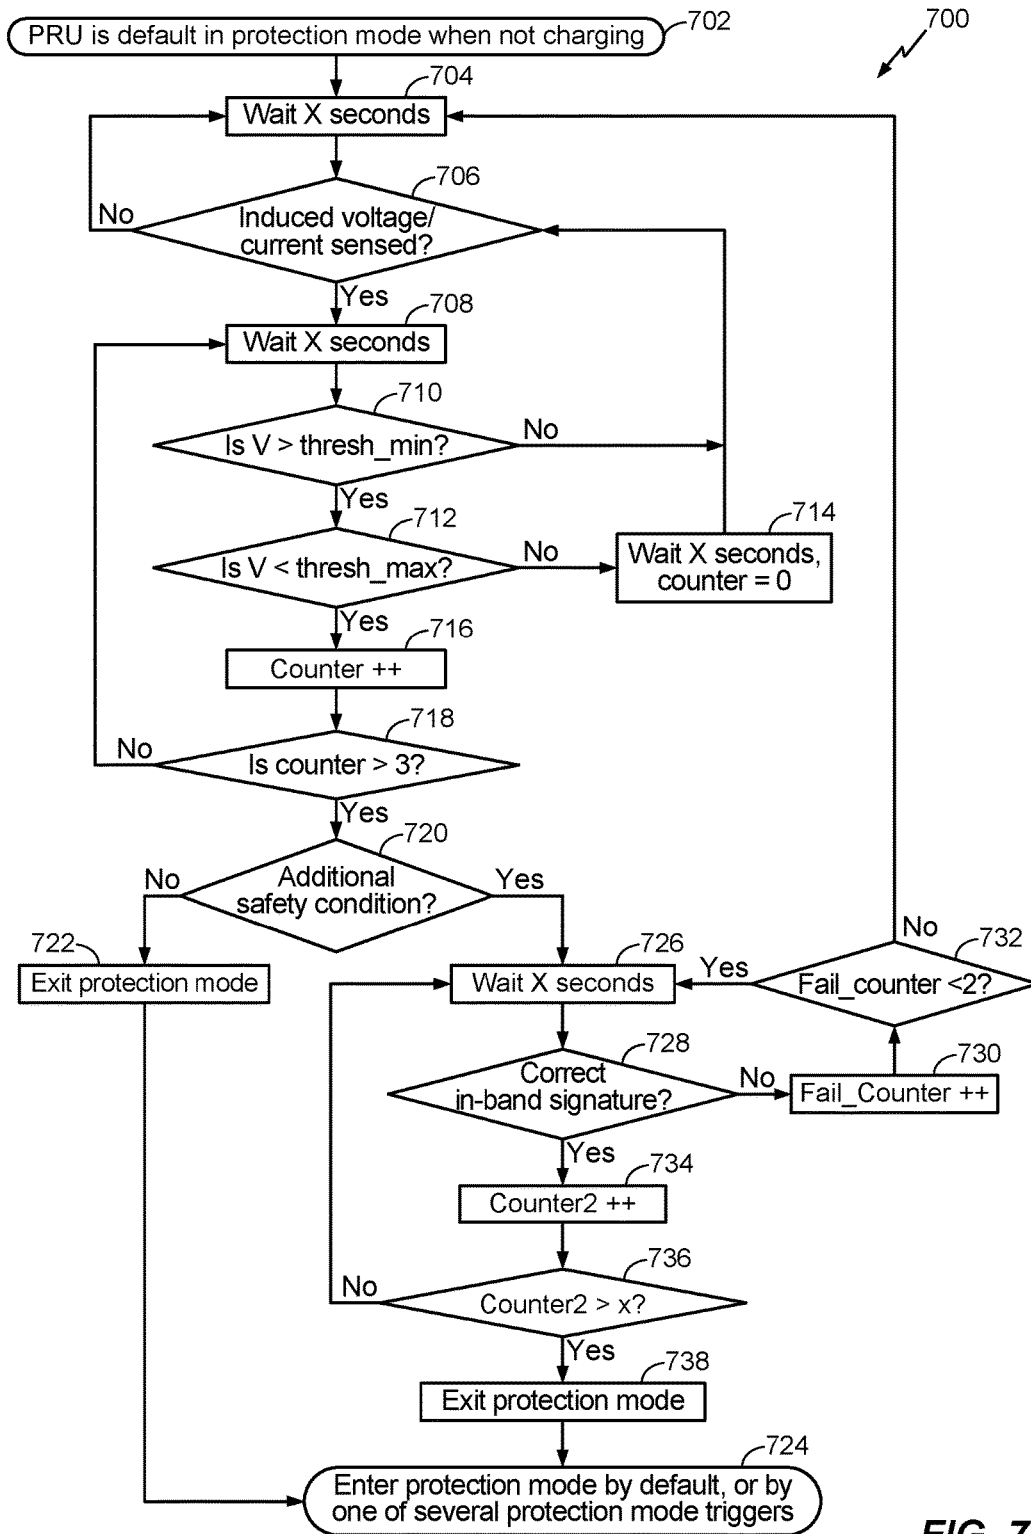 PRU is default in protection mode when not charging
702
700
704
Wait X seconds
706
Induced voltage/
current sensed?
No
Yes
708
Wait X seconds
710
Is V > thresh_min?
No
Yes
712
Is V < thresh_max?
No
714
Wait X seconds,
counter = 0
Yes
716
Counter ++
718
Is counter > 3?
No
Yes
720
Additional
safety condition?
No
Yes
722
Exit protection mode
726
Wait X seconds
Yes
No
732
Fail_counter <2?
728
Correct
in-band signature?
No
730
Fail_Counter ++
Yes
734
Counter2 ++
736
Counter2 > x?
No
Yes
738
Exit protection mode
724
Enter protection mode by default, or by
one of several protection mode triggers
FIG. 7